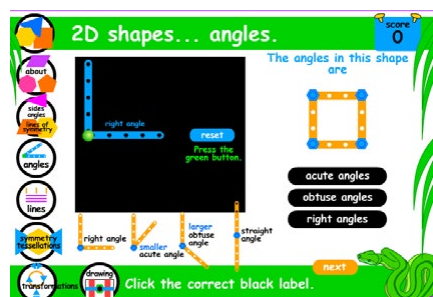 2D shapes... angles.
score
0
The angles in this shape
are
about
sides
angles
lines of
symmetry
angles
lines
symmetry
tessellations
transformations
drawing
right angle
reset
Press the
green button.
acute angles
obtuse angles
right angles
right angle
smaller
acute angle
larger
obtuse
angle
straight
angle
next
Click the correct black label.